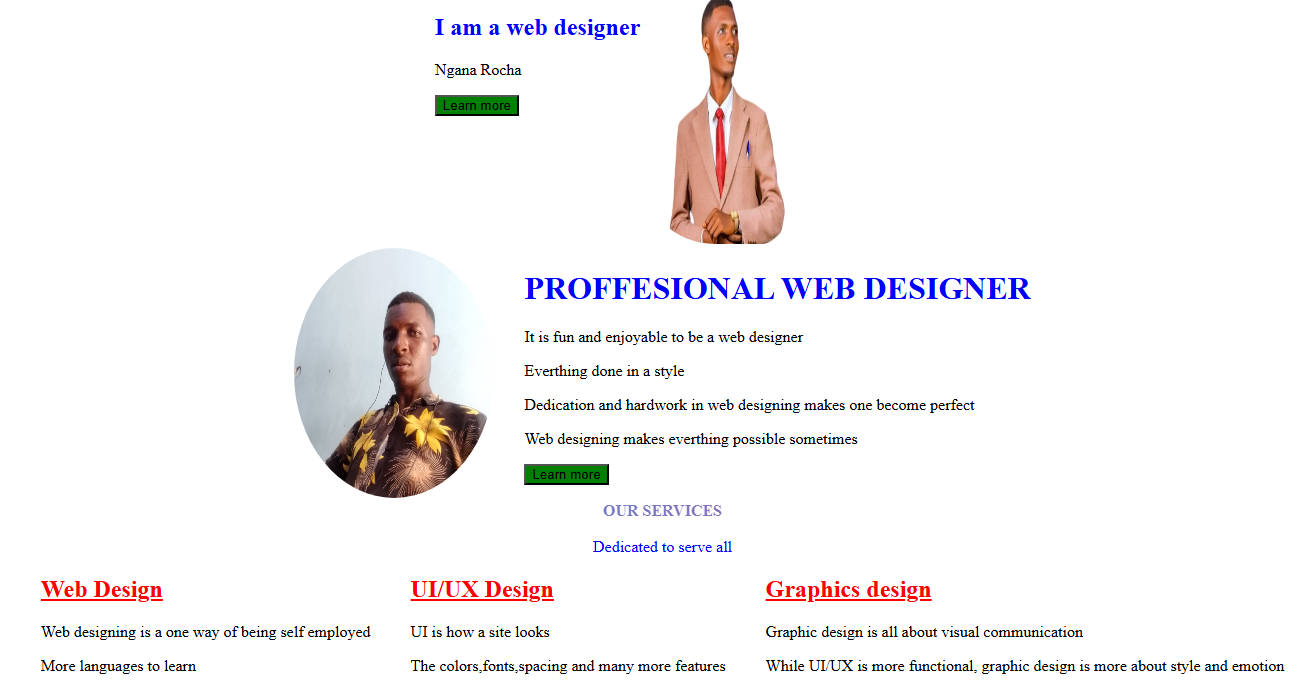 I am a web designer
Ngana Rocha
Learn more
PROFFESIONAL WEB DESIGNER
It is fun and enjoyable to be a web designer
Everthing done in a style
Dedication and hardwork in web designing makes one become perfect
Web designing makes everthing possible sometimes
Learn more
OUR SERVICES
Dedicated to serve all
Web Design
Web designing is a one way of being self employed
More languages to learn
UI/UX Design
UI is how a site looks
The colors,fonts,spacing and many more features
Graphics design
Graphic design is all about visual communication
While UI/UX is more functional, graphic design is more about style and emotion